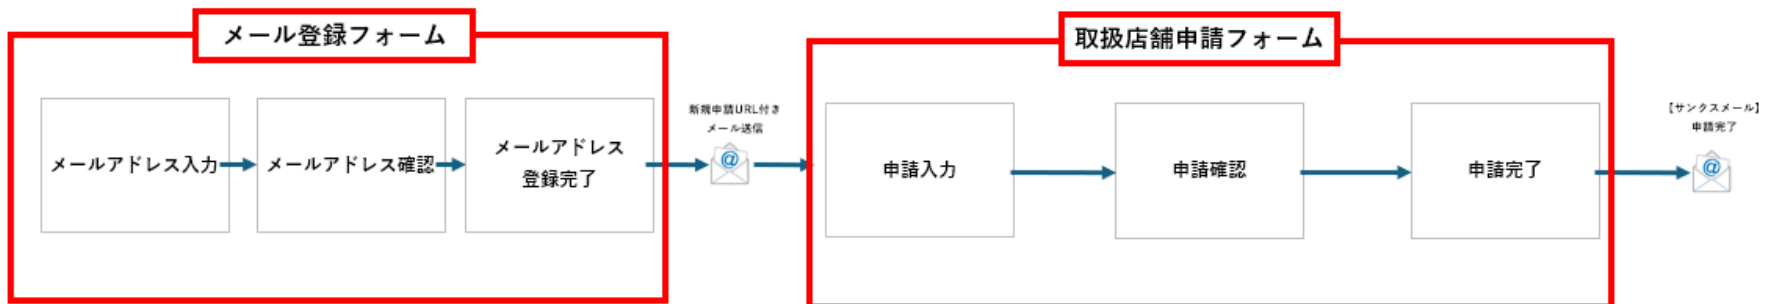 メール登録フォーム
メールアドレス入力
メールアドレス確認
メールアドレス
登録完了
新規申請URL付き
メール送信
@
取扱店舗申請フォーム
申請入力
申請確認
申請完了
【サンクスメール】
申請完了
@